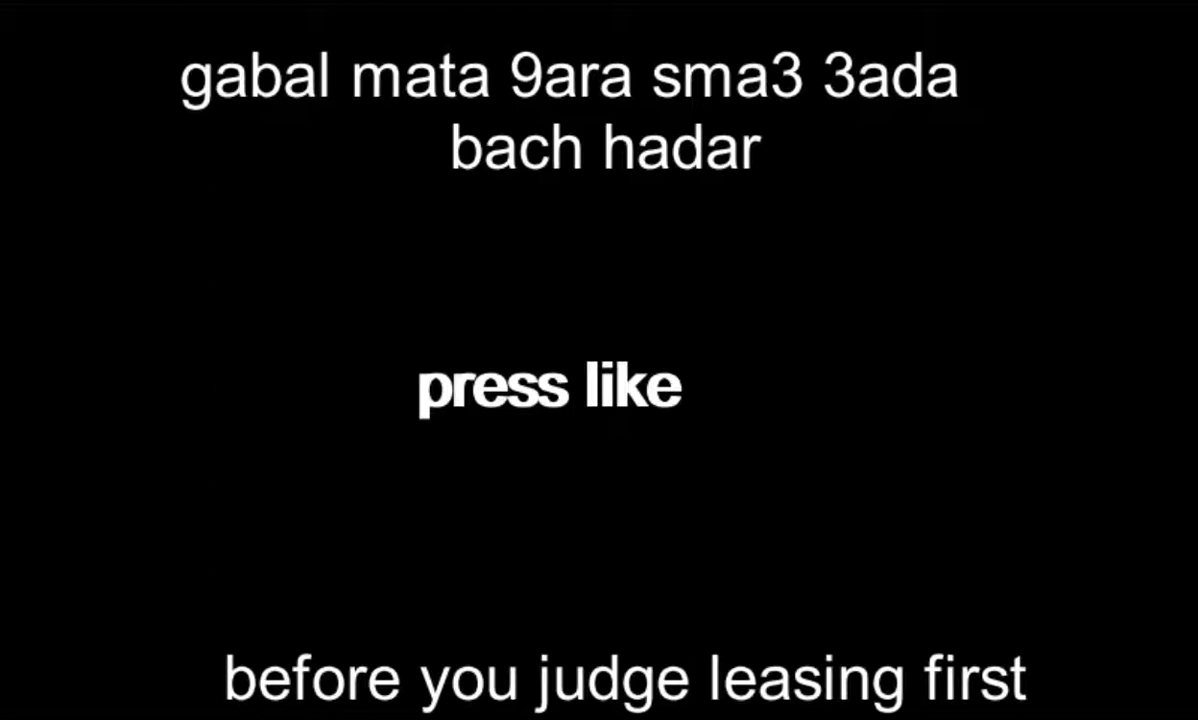 gabal mata 9ara sma3 3ada
bach hadar
press like
before you judge leasing first